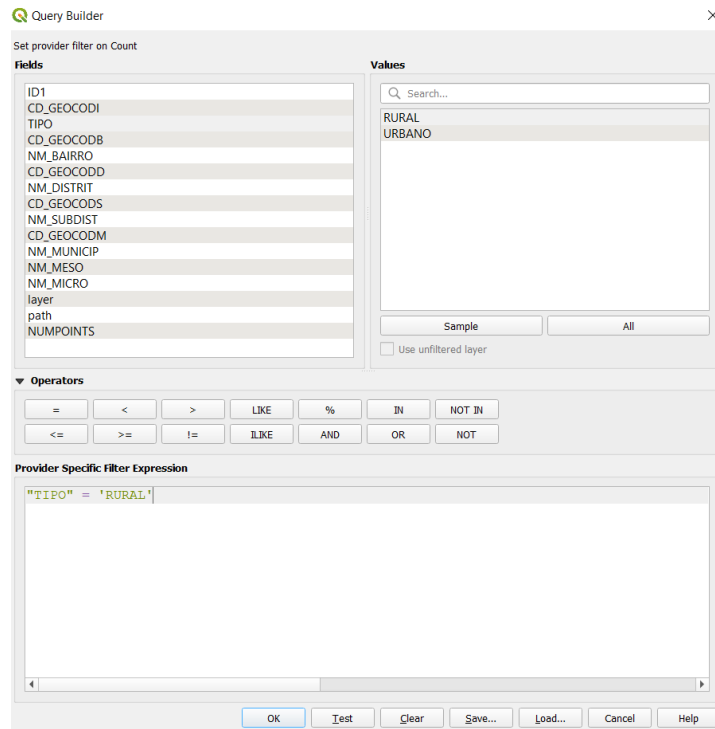 Query Builder
Set provider filter on Count
Fields
ID1
CD_GEOCODI
TIPO
CD_GEOCODB
NM_BAIRRO
CD_GEOCODD
NM_DISTRIT
CD_GEOCODS
NM_SUBDIST
CD_GEOCODM
NM_MUNICIP
NM_MESO
NM_MICRO
layer
path
NUMPOINTS
Values
Search...
RURAL
URBANO
Sample All
Use unfiltered layer
Operators
= < > LIKE % IN NOT IN
<= >= != ILIKE AND OR NOT
Provider Specific Filter Expression
"TIPO" = 'RURAL'
OK Test Clear Save... Load... Cancel Help